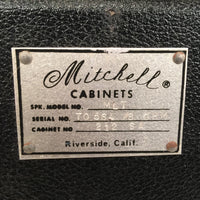 Mitchell®
CABINETS
SPK. MODEL NO.
SERIAL NO.
CABINET NO.
Riverside, Calif.